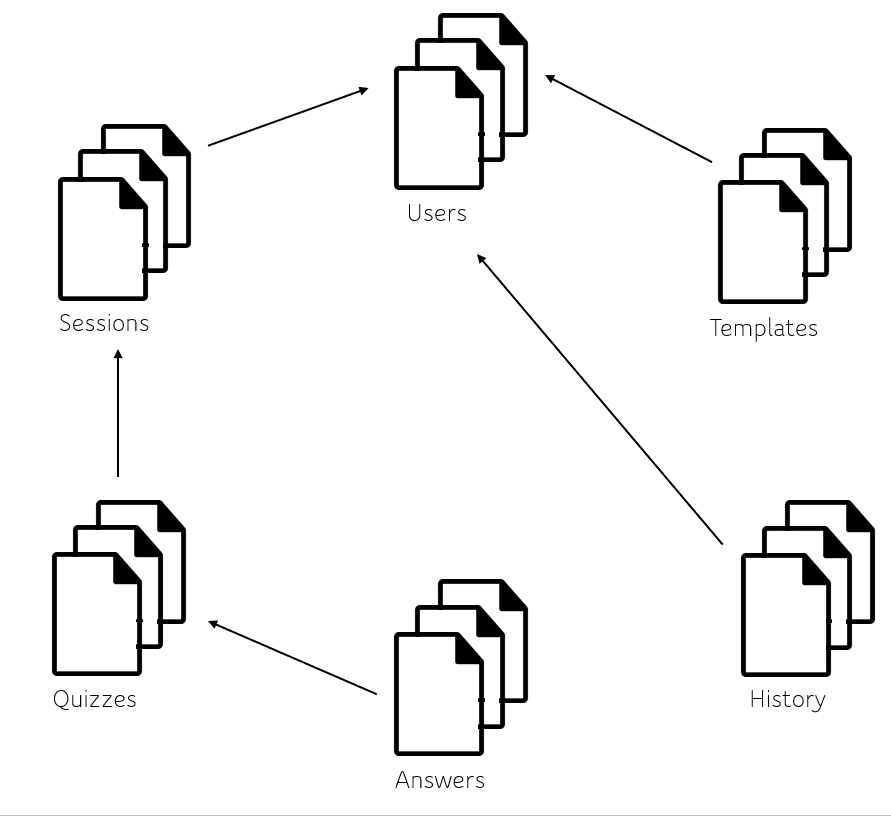 Users
Sessions
Templates
Quizzes
History
Answers